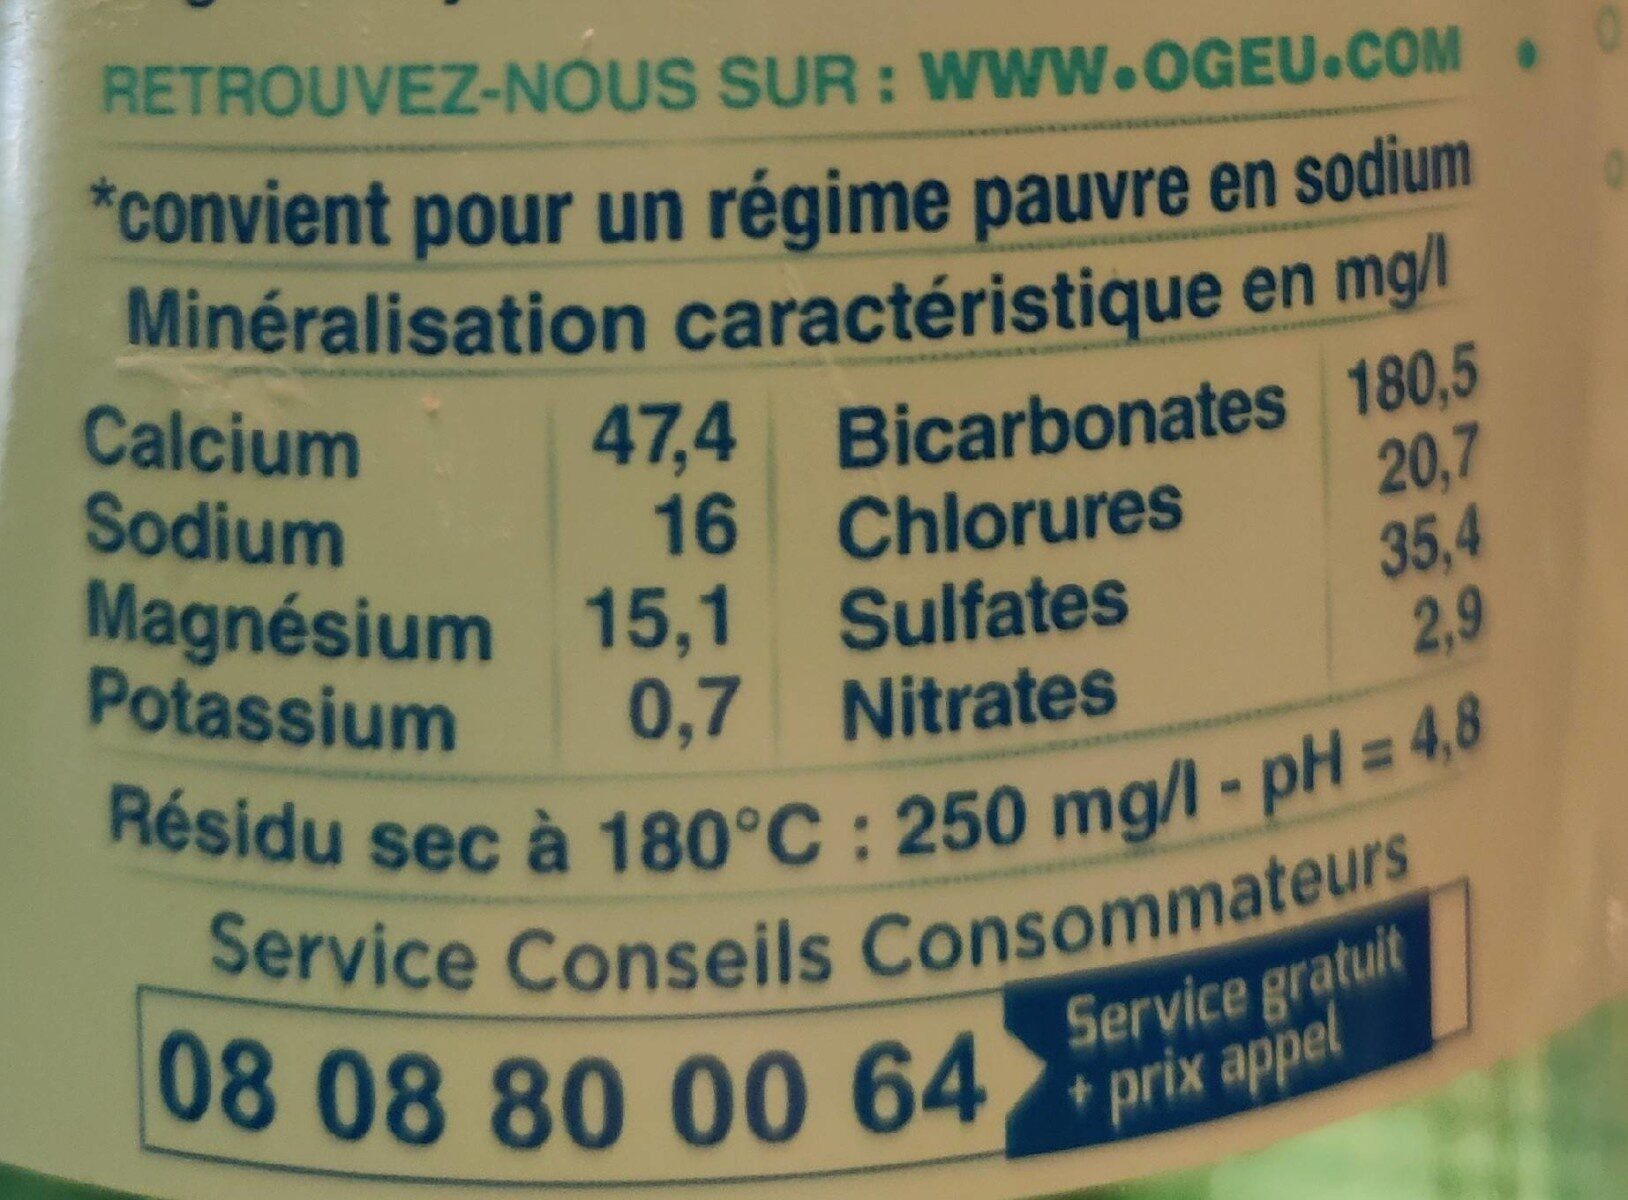 RETROUVEZ-NOUS SUR : WWW.OGEU.COM •
*convient pour un régime pauvre en sodium
Minéralisation caractéristique en mg/l
Calcium 47,4 Bicarbonates 180,5
Sodium 16 Chlorures 20,7
Magnésium 15,1 Sulfates 35,4
Potassium 0,7 Nitrates 2,9
Résidu sec à 180°C : 250 mg/l - pH = 4,8
Service Conseils Consommateurs
08 08 80 00 64 Service gratuit
+ prix appel